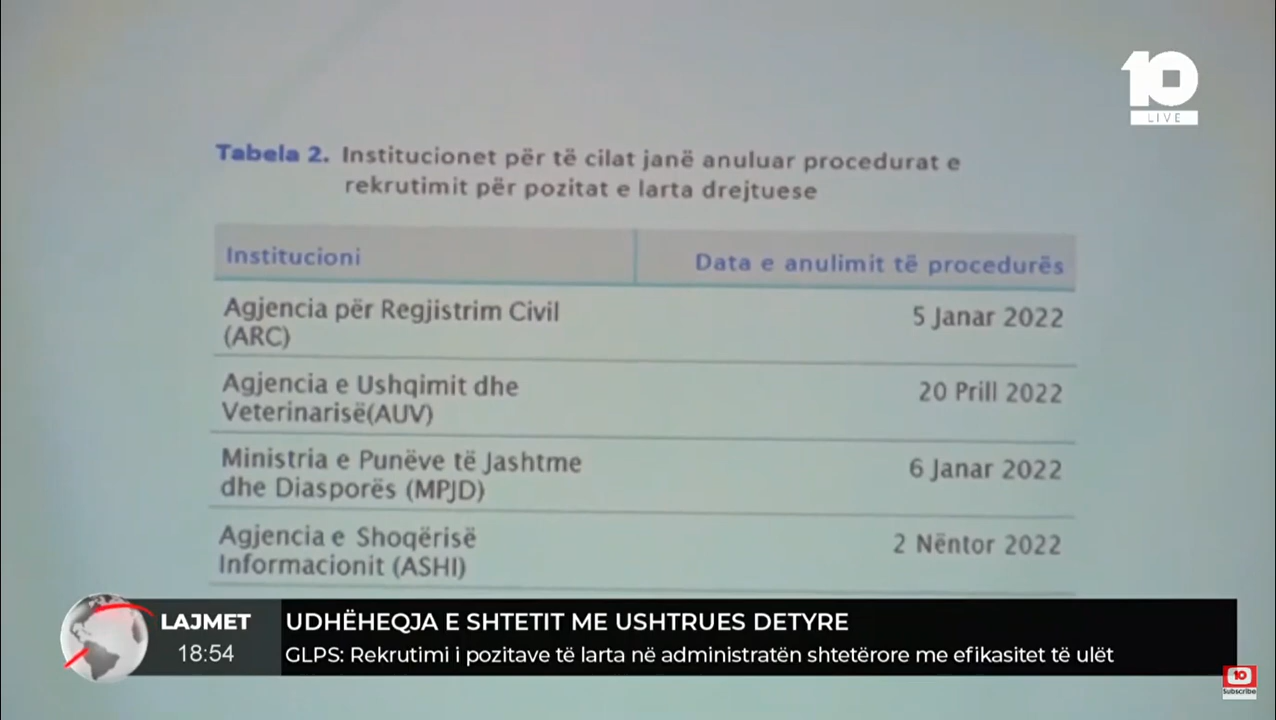 10
LIVE
Tabela 2. Institucionet për të cilat janë anuluar procedurat e
rekrutimit për pozitat e larta drejtuese
Institucioni
Data e anulimit të procedurës
Agjencia për Regjistrim Civil
(ARC)
5 Janar 2022
Agjencia e Ushqimit dhe
Veterinarisë(AUV)
20 Prill 2022
Ministria e Punëve të Jashtme
dhe Diasporës (MPJD)
6 Janar 2022
Agjencia e Shoqërisë
Informacionit (ASHI)
2 Nëntor 2022
LAJMET
18:54
UDHËHEQJA E SHTETIT ME USHTRUES DETYRE
GLPS: Rekrutimi i pozitave të larta në administratën shtetërore me efikasitet të ulët
10
Subscribe